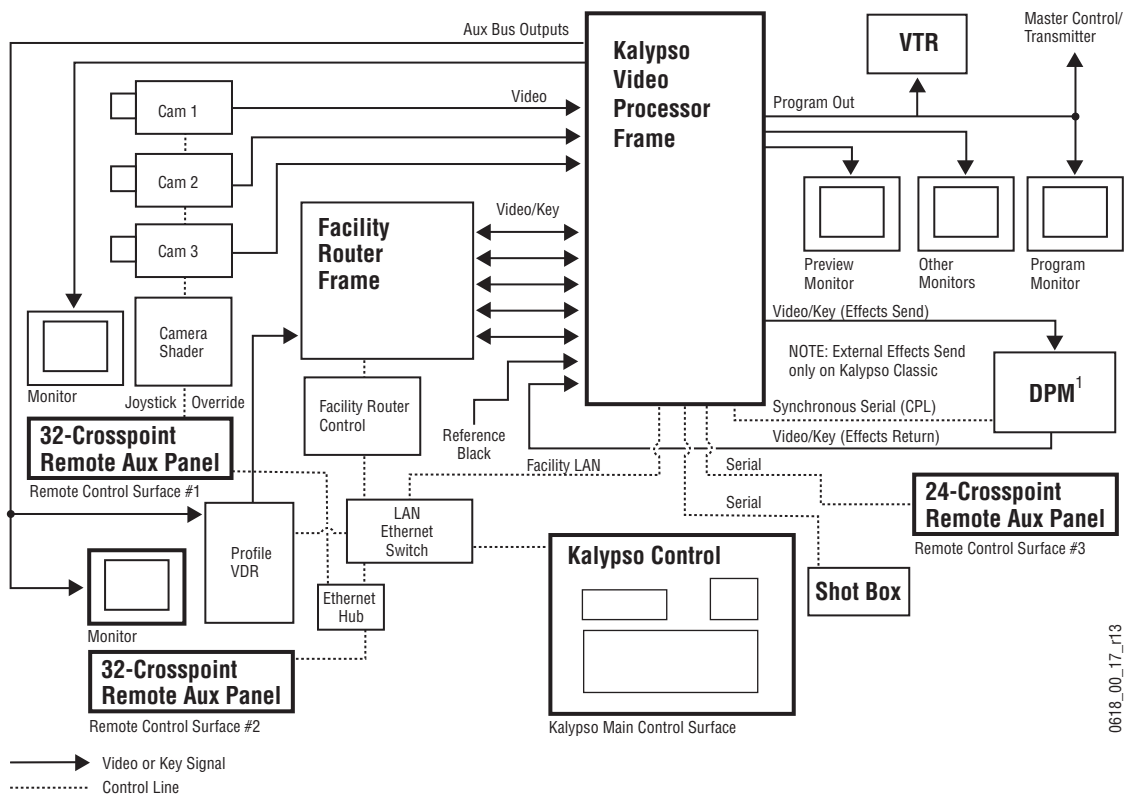 Aux Bus Outputs
Kalypso
Video
Processor
Frame
VTR
Master Control/
Transmitter
Cam 1
Video
Program Out
Cam 2
Cam 3
Facility
Router
Frame
Video/Key
Preview
Monitor
Other
Monitors
Program
Monitor
Camera
Shader
Monitor
Joystick
Override
Video/Key (Effects Send)
NOTE: External Effects Send
only on Kalypso Classic
DPM1
Synchronous Serial (CPL)
Video/Key (Effects Return)
Facility Router
Control
Reference
Black
32-Crosspoint
Remote Aux Panel
Remote Control Surface #1
Facility LAN
Serial
Serial
24-Crosspoint
Remote Aux Panel
Remote Control Surface #3
Profile
VDR
LAN
Ethernet
Switch
Kalypso Control
Shot Box
Ethernet
Hub
Monitor
32-Crosspoint
Remote Aux Panel
Remote Control Surface #2
Kalypso Main Control Surface
0618_00_17_r13
Video or Key Signal
Control Line